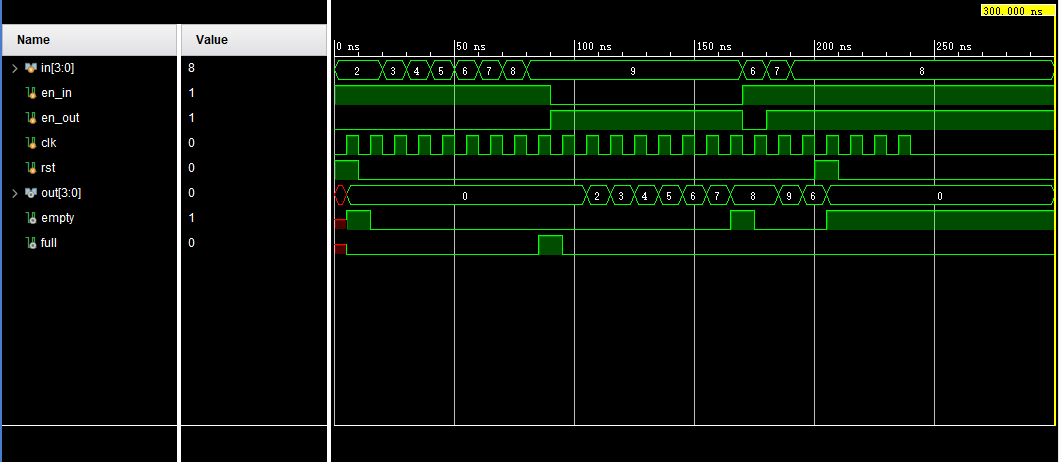 300.000 ns
Name Value
0 ns 50 ns 100 ns 150 ns 200 ns 250 ns
in[3:0] 8 2 3 4 5 6 7 8 9 6 7 8
en_in 1
en_out 1
clk 0
rst 0
out[3:0] 0 0 2 3 4 5 6 7 8 9 6 0
empty 1
full 0